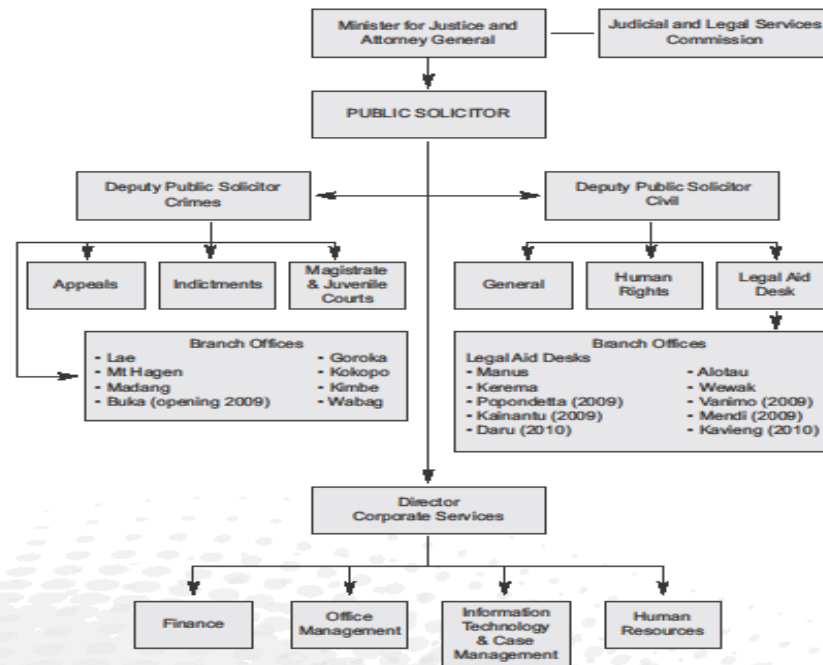 Minister for Justice and
Attorney General
Judicial and Legal Services
Commission
PUBLIC SOLICITOR
Deputy Public Solicitor
Crimes
Deputy Public Solicitor
Civil
Appeals
Indictments
Magistrate
& Juvenile
Courts
General
Human
Rights
Legal Aid
Desk
Branch Offices
• Lae
• Mt Hagen
• Madang
• Buka (opening 2009)
• Goroka
• Kokopo
• Kimbe
• Wabag
Branch Offices
Legal Aid Desks
• Manus
• Kerema
• Popondetta (2009)
• Kainantu (2009)
• Daru (2010)
• Alotau
• Wewak
• Vanimo (2009)
• Mendi (2009)
• Kavieng (2010)
Director
Corporate Services
Finance
Office
Management
Information
Technology
& Case
Management
Human
Resources